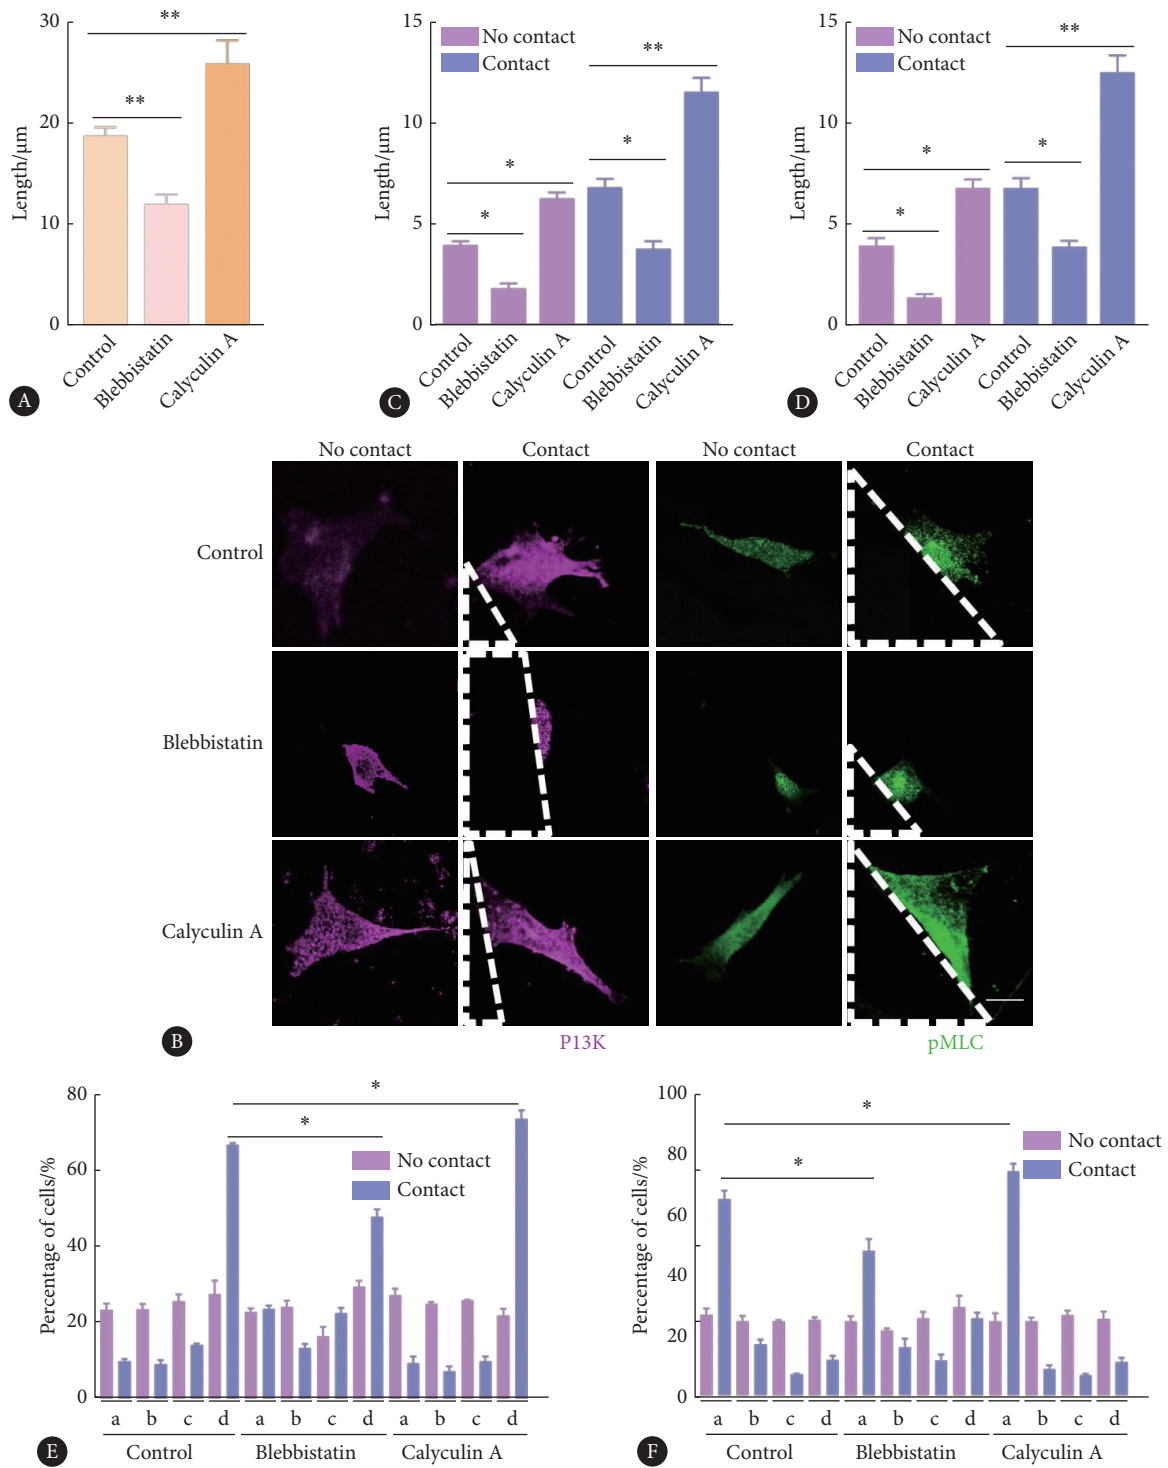 30
20
10
0
Length/μm
**
**
Control
Blebbistatin
Calyculin A
A
15
10
5
0
Length/μm
No contact
Contact
*
*
*
**
Control
Blebbistatin
Calyculin A
Control
Blebbistatin
Calyculin A
C
15
10
5
0
Length/μm
No contact
Contact
*
*
*
**
Control
Blebbistatin
Calyculin A
Control
Blebbistatin
Calyculin A
D
No contact Contact No contact Contact
Control
Blebbistatin
Calyculin A
B
P13K pMLC
80
60
40
20
0
Percentage of cells/%
*
*
No contact
Contact
a b c d a b c d a b c d
Control Blebbistatin Calyculin A
E
100
80
60
40
20
0
Percentage of cells/%
*
*
No contact
Contact
a b c d a b c d a b c d
Control Blebbistatin Calyculin A
F